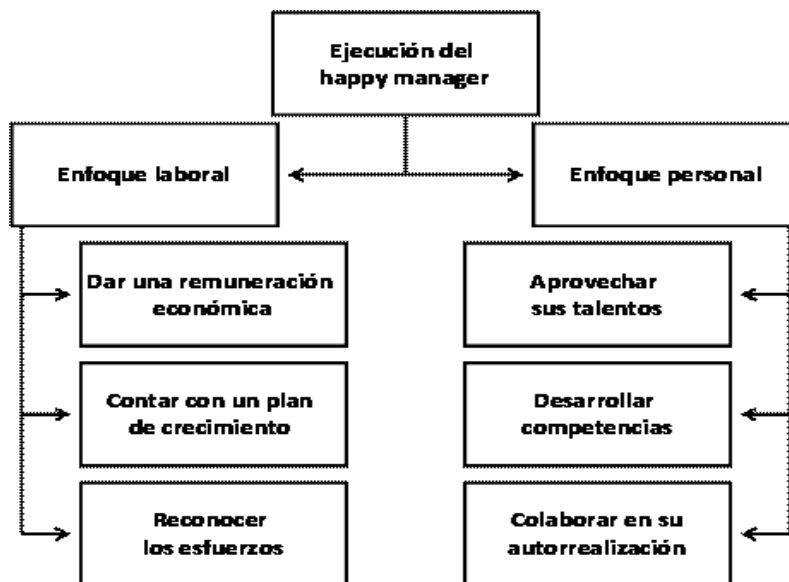 Ejecución del
happy manager
Enfoque laboral
Enfoque personal
Dar una remuneración
económica
Aprovechar
sus talentos
Contar con un plan
de crecimiento
Desarrollar
competencias
Reconocer
los esfuerzos
Colaborar en su
autorrealización